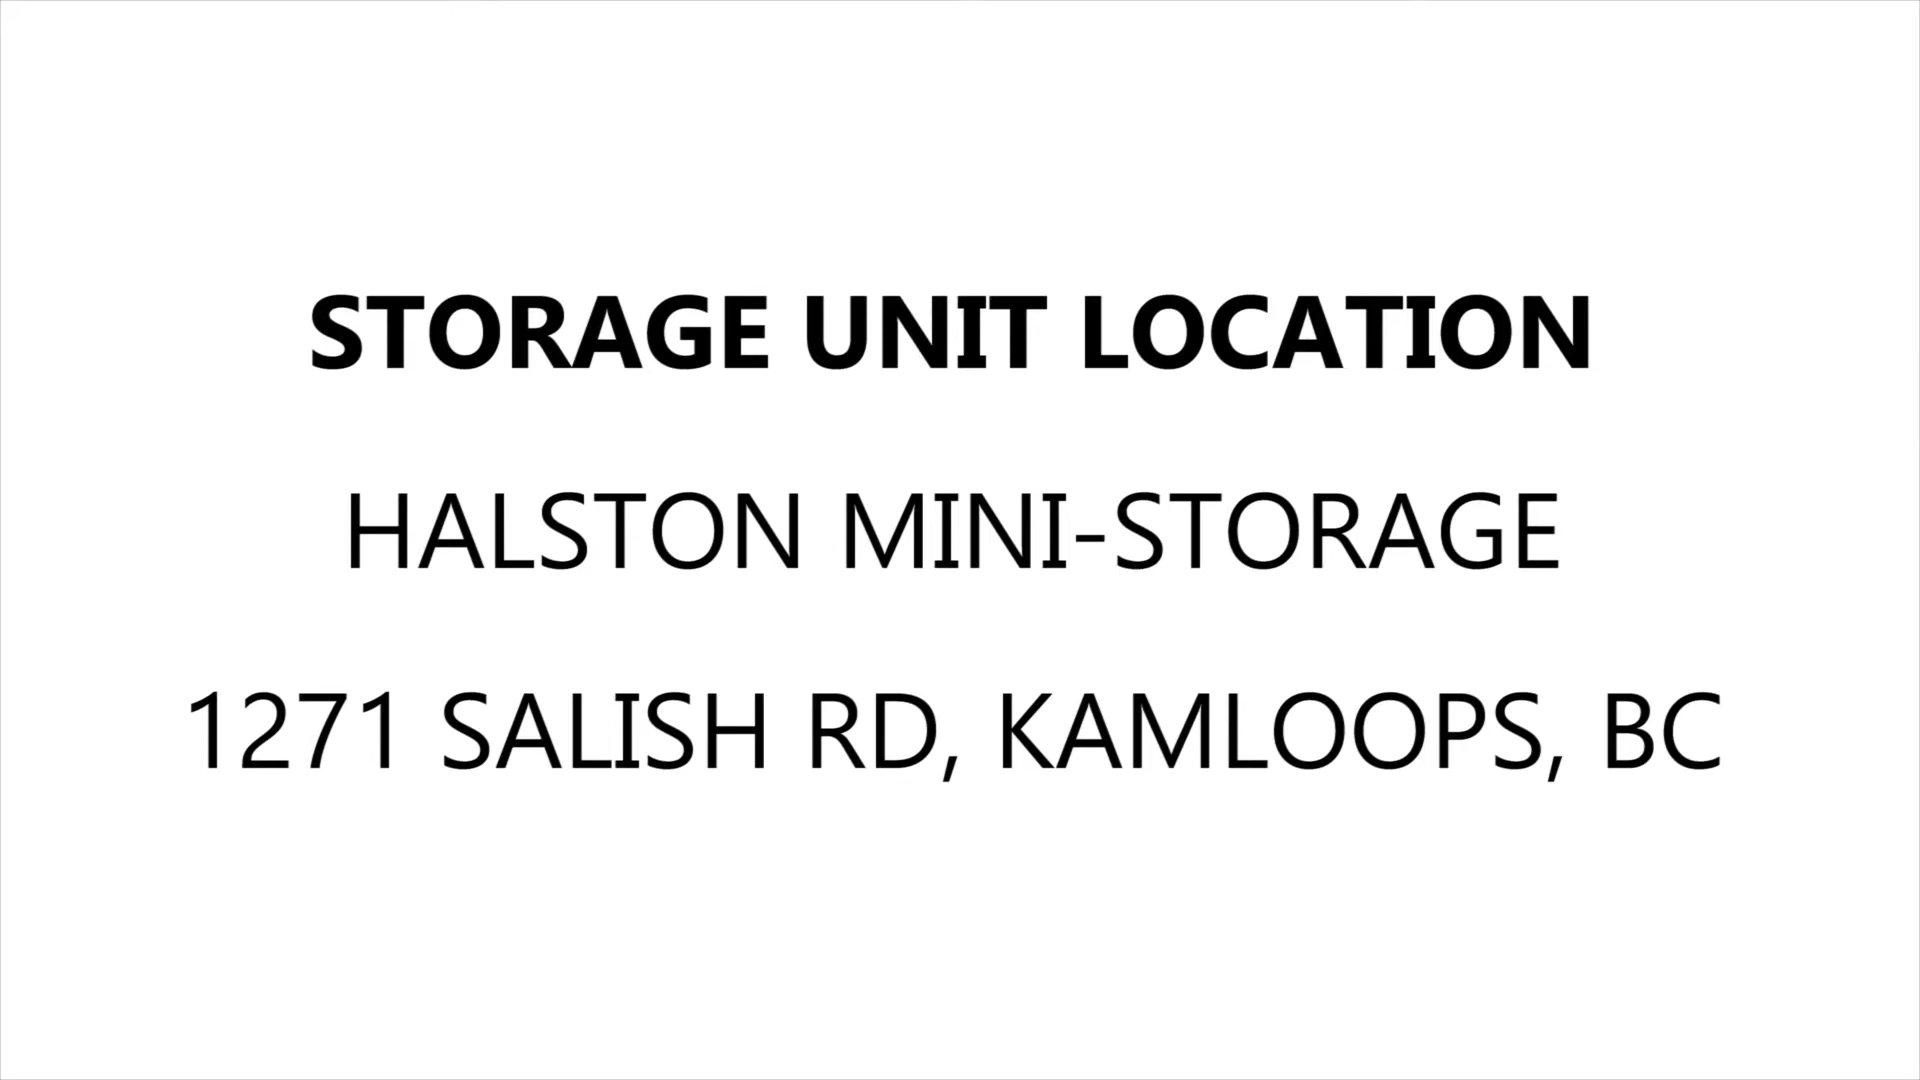 STORAGE UNIT LOCATION
HALSTON MINI-STORAGE
1271 SALISH RD, KAMLOOPS, BC